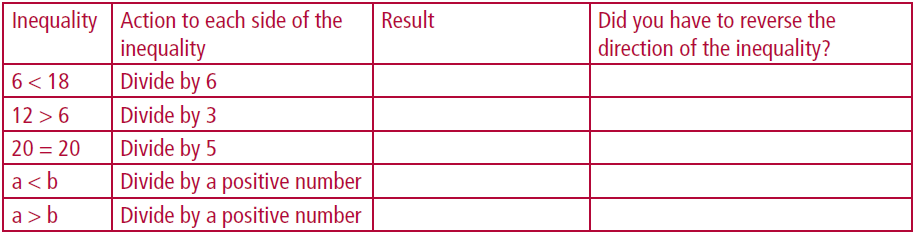 Inequality Action to each side of the Result Did you have to reverse the
inequality direction of the inequality?
6 < 18 Divide by 6
12 > 6 Divide by 3
20 = 20 Divide by 5
a < b Divide by a positive number
a > b Divide by a positive number